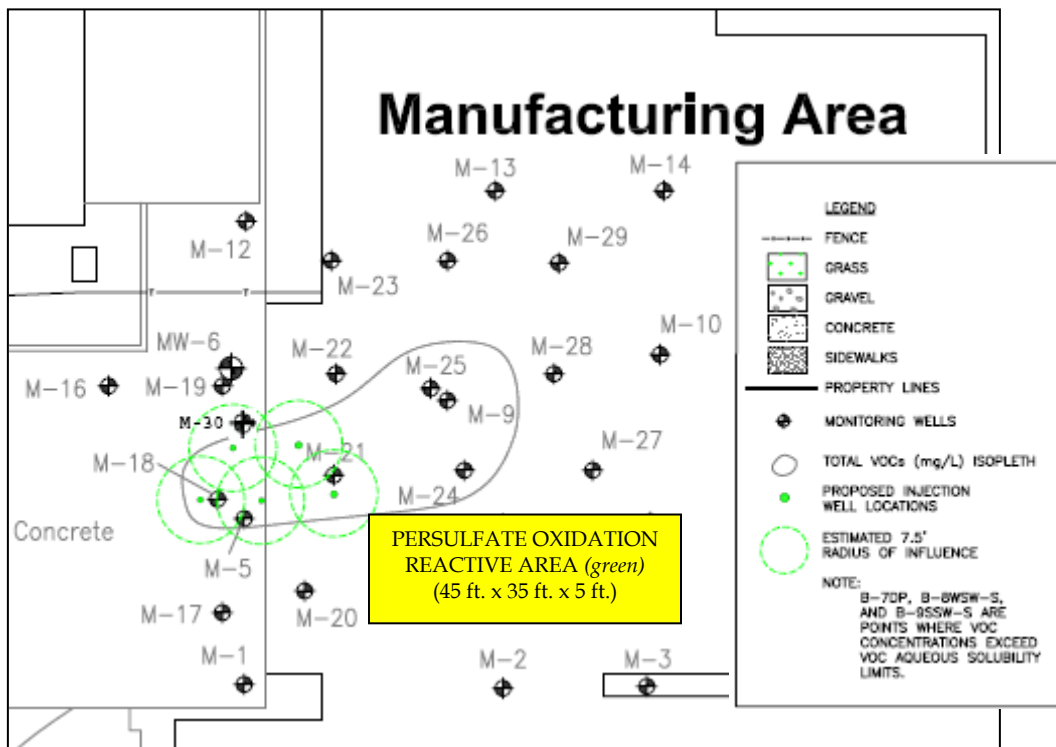 Manufacturing Area
M-13
M-14
M-12
M-26
M-29
M-23
MW-6
M-22
M-10
M-16
M-19
M-25
M-28
M-9
M-30
M-21
M-27
M-18
M-24
Concrete
M-5
M-17
M-20
M-1
M-2
M-3
PERSULFATE OXIDATION
REACTIVE AREA (green)
(45 ft. x 35 ft. x 5 ft.)
LEGEND
FENCE
GRASS
GRAVEL
CONCRETE
SIDEWALKS
PROPERTY LINES
MONITORING WELLS
TOTAL VOCs (mg/L) ISOPLETH
PROPOSED INJECTION
WELL LOCATIONS
ESTIMATED 7.5'
RADIUS OF INFLUENCE
NOTE:
B-7DP, B-8WSW-S,
AND B-9SSW-S ARE
POINTS WHERE VOC
CONCENTRATIONS EXCEED
VOC AQUEOUS SOLUBILITY
LIMITS.